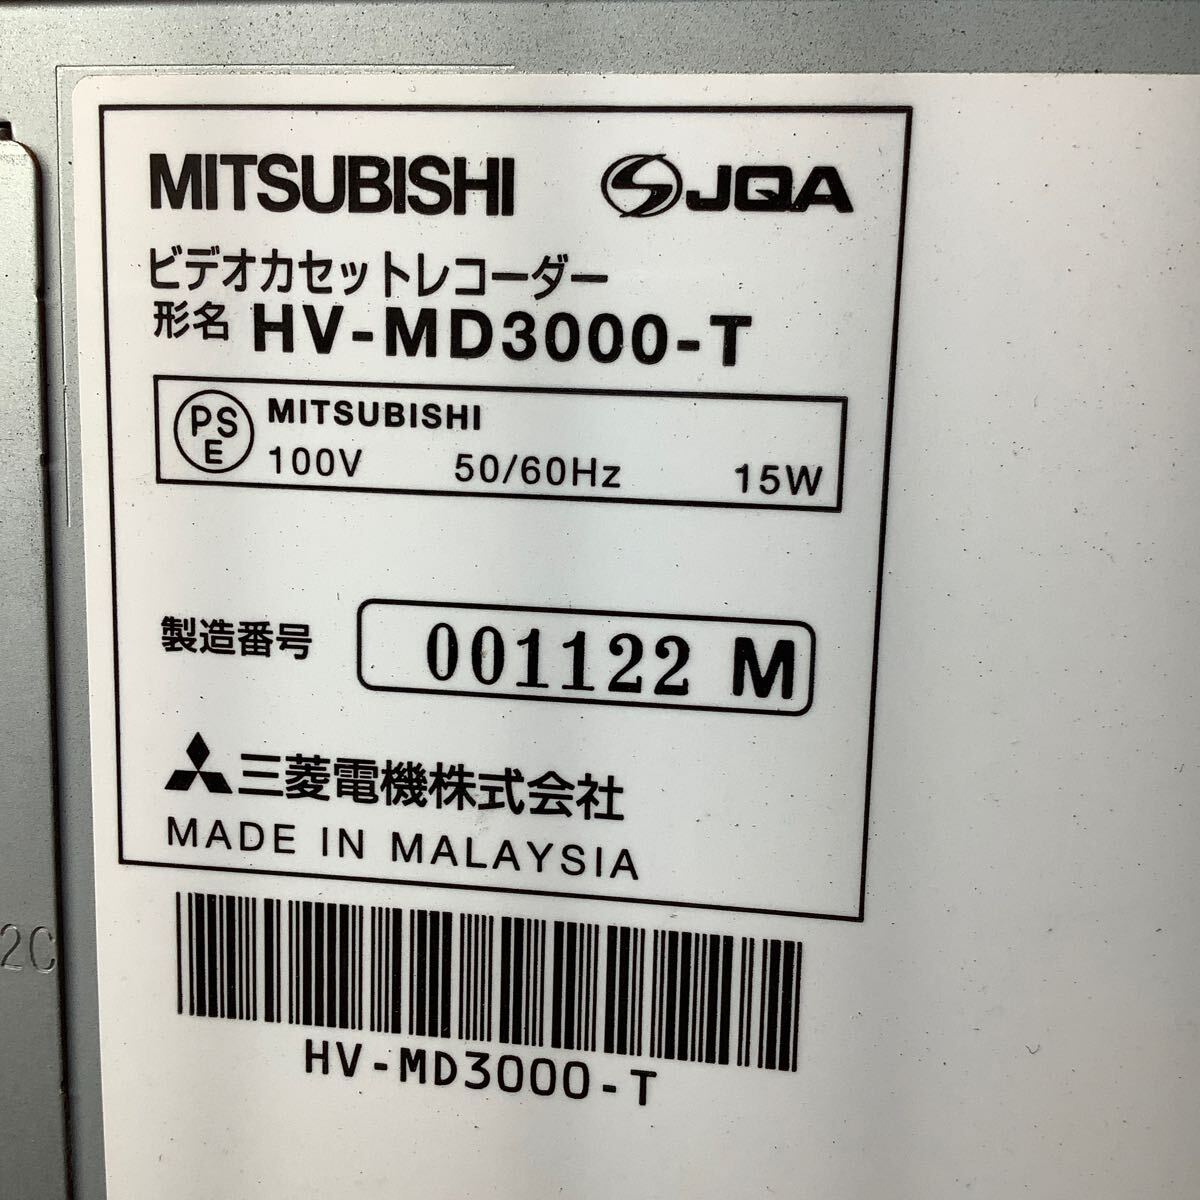 MITSUBISHI JQA
ビデオカセットレコーダー
形名 HV-MD3000-T
PSE MITSUBISHI
100V 50/60Hz 15W
製造番号 001122 M
三菱電機株式会社
MADE IN MALAYSIA
2C
HV-MD3000-T